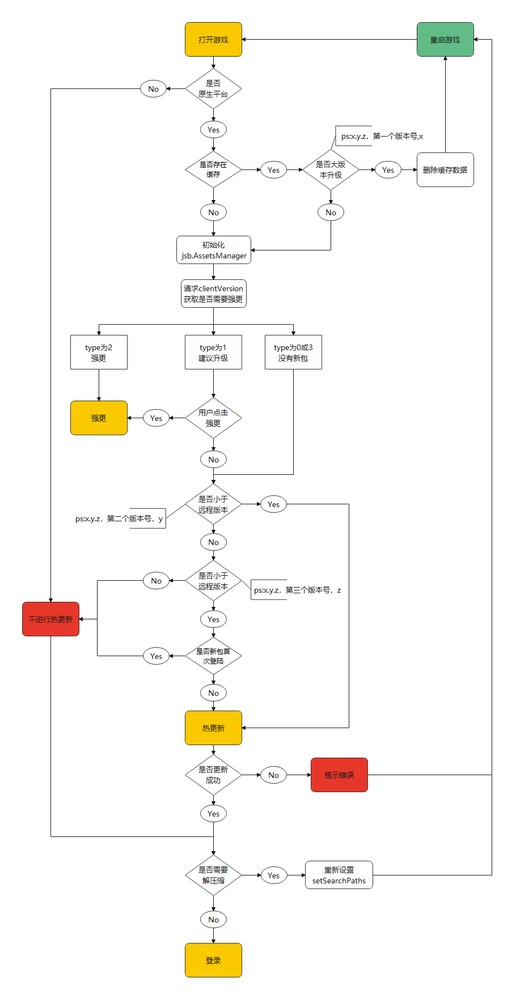 打开游戏
重启游戏
是否
原生平台
No
Yes
ps:x.y.z，第一个版本号,x
是否存在
缓存
Yes
是否大版
本升级
Yes
删除缓存数据
No
No
初始化
jsb.AssetsManager
请求clientVersion
获取是否需要强更
type为2
强更
type为1
建议升级
type为0或3
没有新包
强更
Yes
用户点击
强更
No
是否小于
远程版本
Yes
ps:x.y.z，第二个版本号，y
No
No
是否小于
远程版本
ps:x.y.z，第三个版本号，z
不进行热更新
Yes
Yes
是否新包首
次登陆
No
热更新
是否更新
成功
No
提示错误
Yes
是否需要
解压缩
Yes
重新设置
setSearchPaths
No
登录